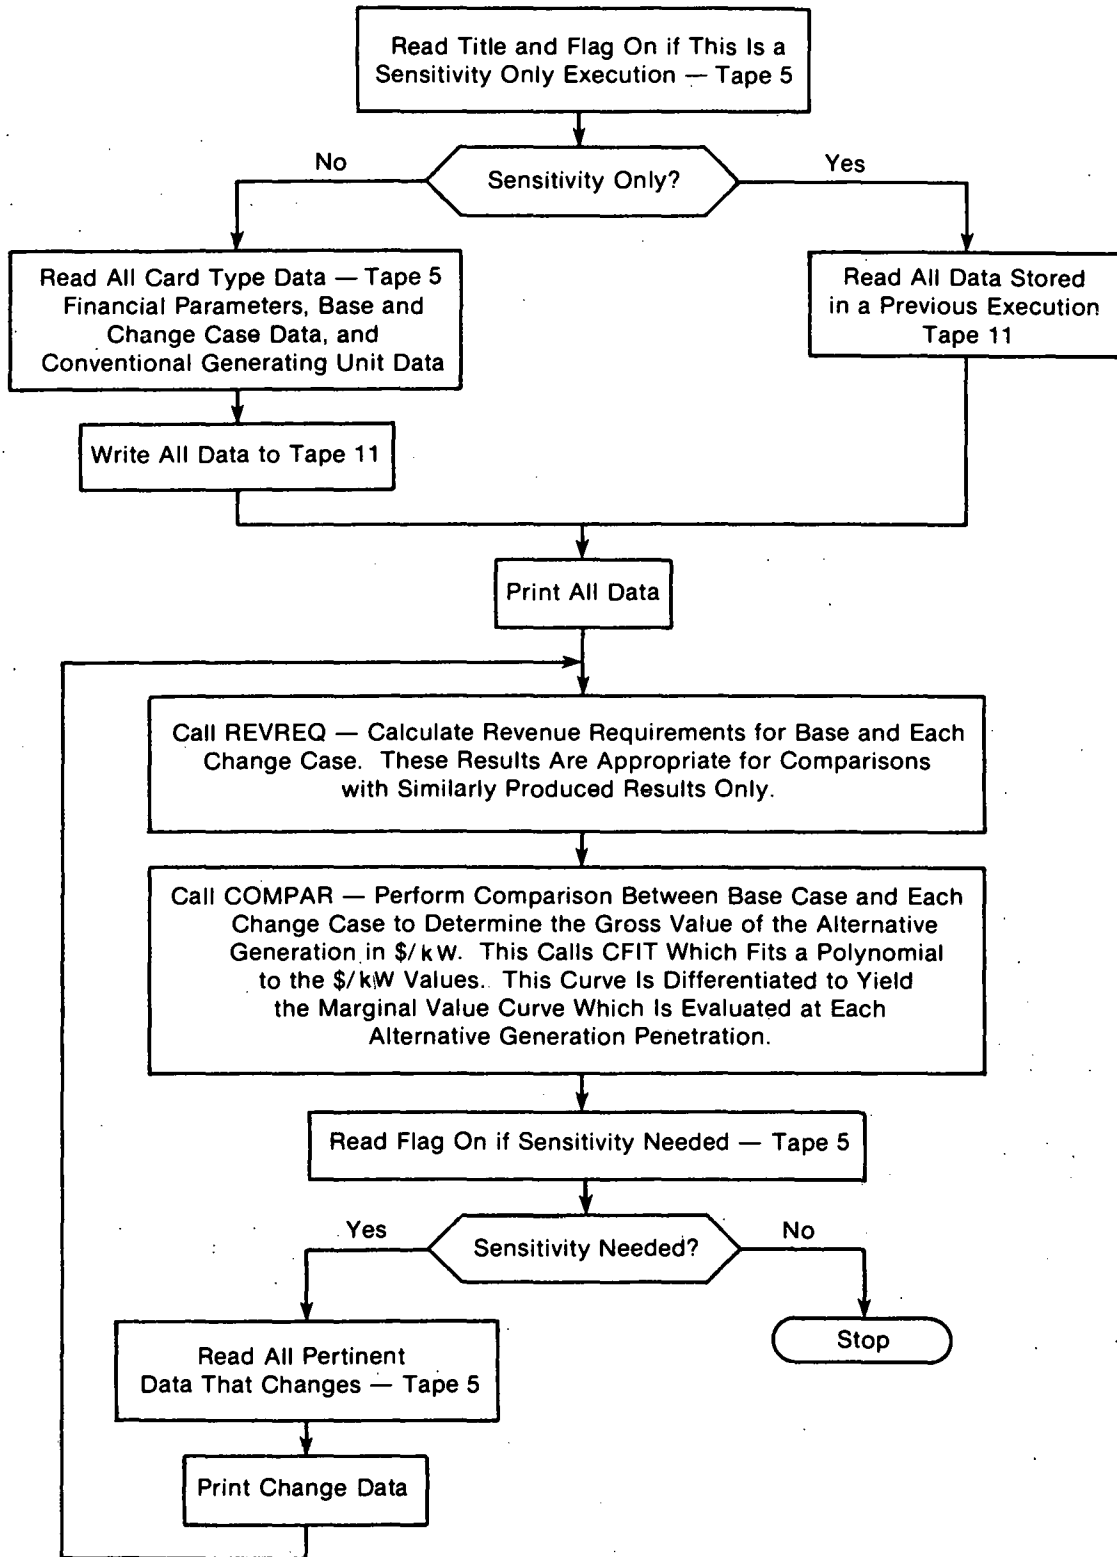 Read Title and Flag On if This Is a
Sensitivity Only Execution — Tape 5
No
Sensitivity Only?
Yes
Read All Card Type Data — Tape 5
Financial Parameters, Base and
Change Case Data, and
Conventional Generating Unit Data
Read All Data Stored
in a Previous Execution
Tape 11
Write All Data to Tape 11
Print All Data
Call REVREQ — Calculate Revenue Requirements for Base and Each
Change Case. These Results Are Appropriate for Comparisons
with Similarly Produced Results Only.
Call COMPAR — Perform Comparison Between Base Case and Each
Change Case to Determine the Gross Value of the Alternative
Generation in $/kW. This Calls CFIT Which Fits a Polynomial
to the $/kW Values. This Curve Is Differentiated to Yield
the Marginal Value Curve Which Is Evaluated at Each
Alternative Generation Penetration.
Read Flag On if Sensitivity Needed — Tape 5
Yes
Sensitivity Needed?
No
Read All Pertinent
Data That Changes — Tape 5
Stop
Print Change Data